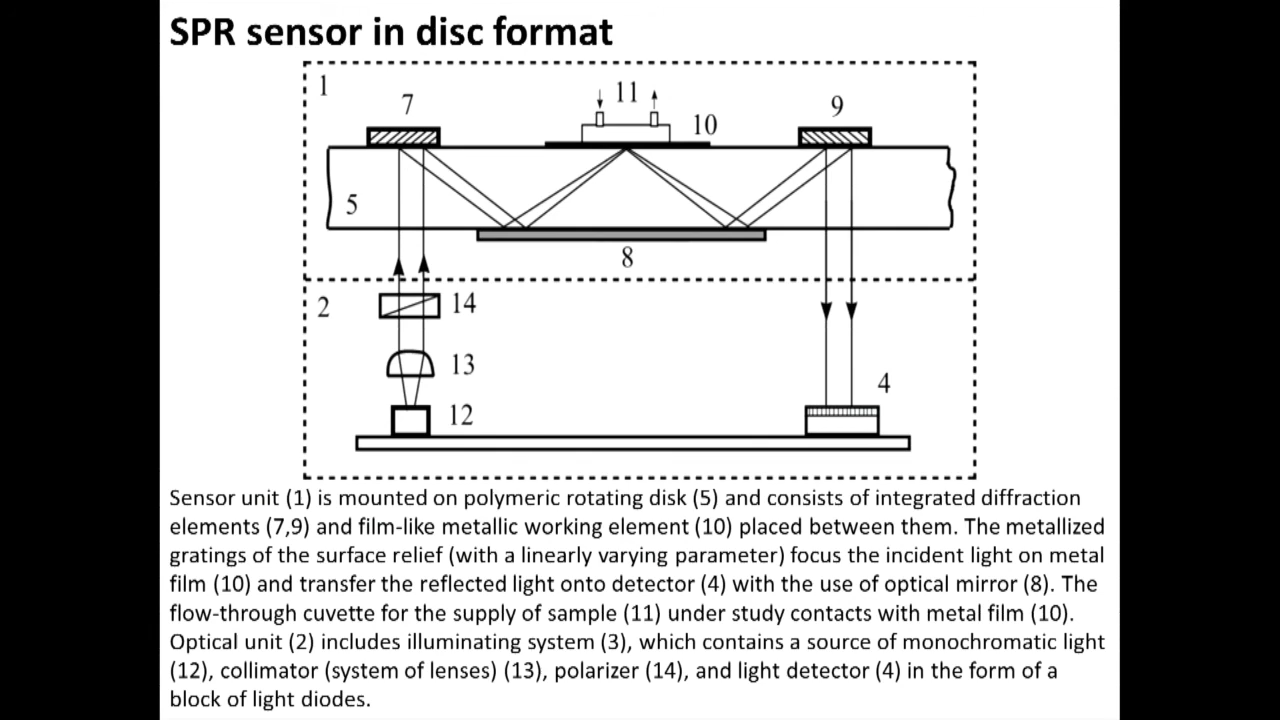 SPR sensor in disc format
1
7
11
10
9
5
8
2
14
13
12
4
Sensor unit (1) is mounted on polymeric rotating disk (5) and consists of integrated diffraction
elements (7,9) and film-like metallic working element (10) placed between them. The metallized
gratings of the surface relief (with a linearly varying parameter) focus the incident light on metal
film (10) and transfer the reflected light onto detector (4) with the use of optical mirror (8). The
flow-through cuvette for the supply of sample (11) under study contacts with metal film (10).
Optical unit (2) includes illuminating system (3), which contains a source of monochromatic light
(12), collimator (system of lenses) (13), polarizer (14), and light detector (4) in the form of a
block of light diodes.